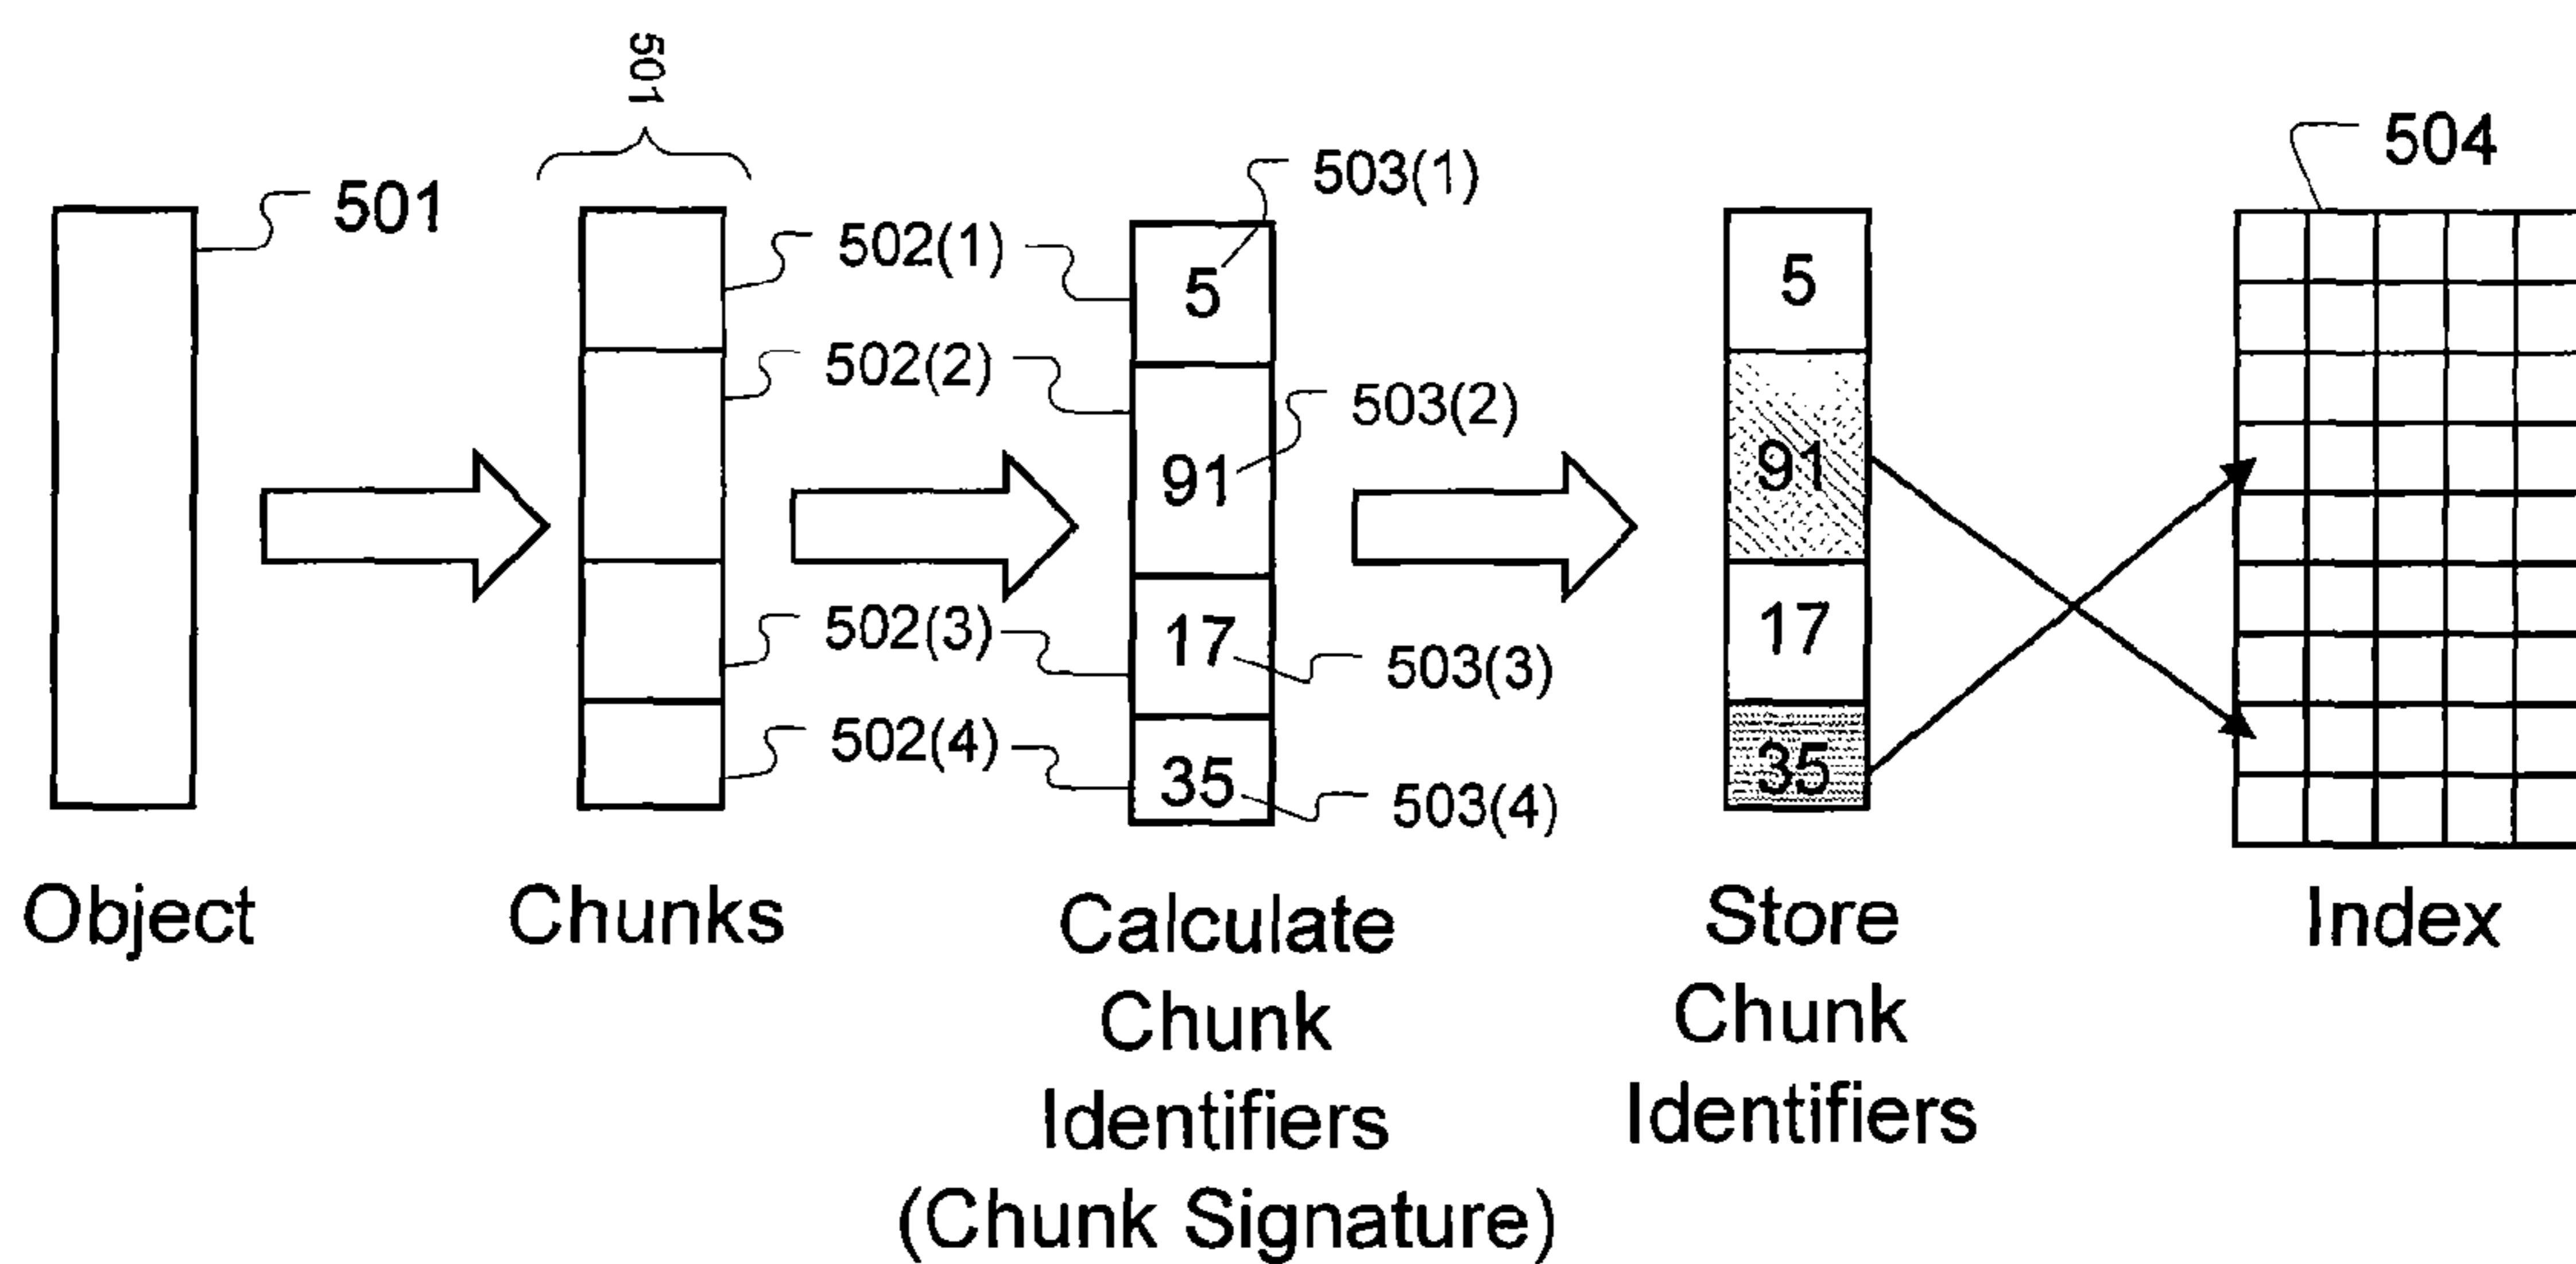 501
501
502(1)
502(2)
502(3)
502(4)
503(1)
5
503(2)
91
17
503(3)
35
503(4)
5
91
17
35
504
Object
Chunks
Calculate
Chunk
Identifiers
(Chunk Signature)
Store
Chunk
Identifiers
Index